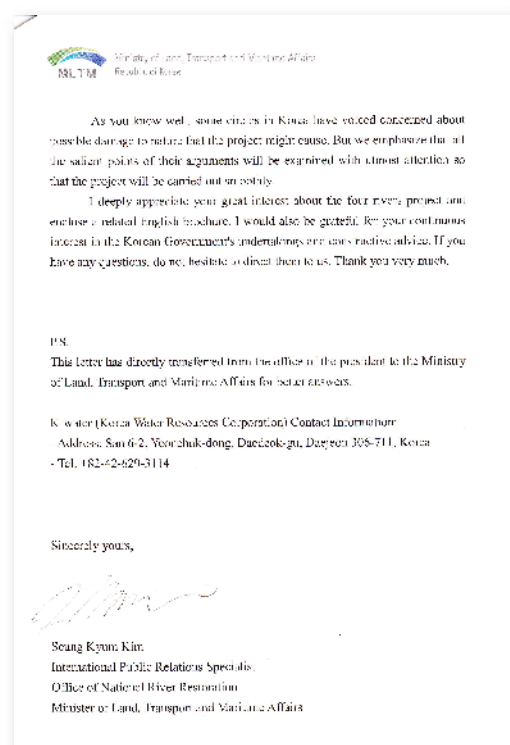 MLTM
Ministry of Land, Transport and Maritime Affairs
Republic of Korea
As you know well, some circles in Korea have voiced concerned about
possible damage to nature that the project might cause. But we emphasize that all
the salient points of their arguments will be examined with utmost attention so
that the project will be carried out
I deeply appreciate your great interest about the four rivers project and
enclose a related English brochure. I would also be grateful for your continuous
interest in the Korean Government's undertakings and constructive advice. If you
have any questions, do not hesitate to direct them to us. Thank you very much.
P.S.
This letter has directly transferred from the office of the president to the Ministry
of Land, Transport and Maritime Affairs for better answers.
K-water (Korea Water Resources Corporation) Contact Information
- Address: San 6-2, Yeonchuk-dong, Daedeok-gu, Daejeon 306-711, Korea
- Tel. +82-42-629-3114
Sincerely yours,
Seung Kyum Kim
International Public Relations Specialist
Office of National River Restoration
Minister of Land, Transport and Maritime Affairs